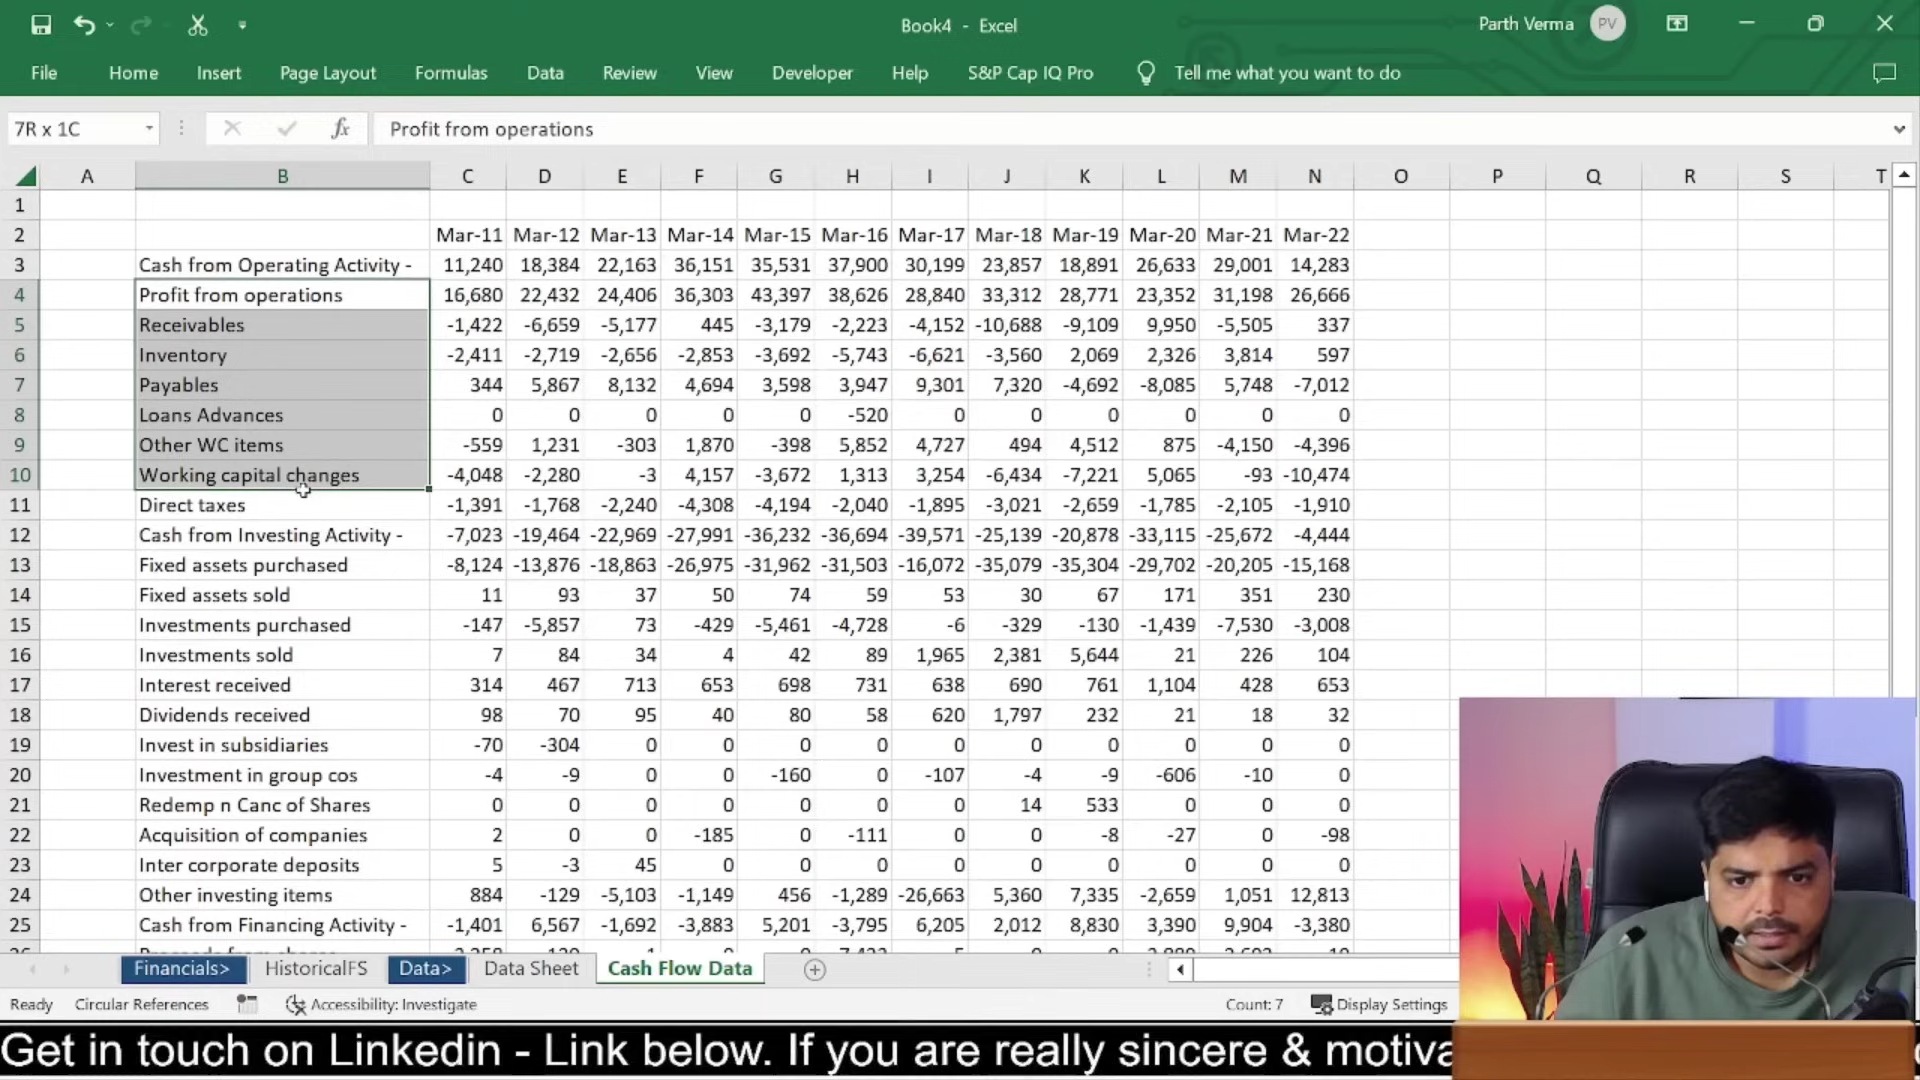 Book4 - Excel
Parth Verma PV
File Home Insert Page Layout Formulas Data Developer Review View Help S&P Cap IQ Pro Tell me what you want to do
7R x 1C fx Profit from operations
A B C D E F G H I J K L M N O P Q R S T
1
2 Mar-11 Mar-12 Mar-13 Mar-14 Mar-15 Mar-16 Mar-17 Mar-18 Mar-19 Mar-20 Mar-21 Mar-22
3 Cash from Operating Activity - 11,240 18,384 22,163 36,151 35,531 37,900 30,199 23,857 18,891 26,633 29,001 14,283
4 Profit from operations 16,680 22,432 24,406 36,303 43,397 38,626 28,840 33,312 28,771 23,352 31,198 26,666
5 Receivables -1,422 -6,659 -5,177 445 -3,179 -2,223 -4,152 -10,688 -9,109 9,950 -5,505 337
6 Inventory -2,411 -2,719 -2,656 -2,853 -3,692 -5,743 -6,621 -3,560 2,069 2,326 3,814 597
7 Payables 344 5,867 8,132 4,694 3,598 3,947 9,301 7,320 -4,692 -8,085 5,748 -7,012
8 Loans Advances 0 0 0 0 0 -520 0 0 0 0 0 0
9 Other WC items -559 1,231 -303 1,870 -398 5,852 4,727 494 4,512 875 -4,150 -4,396
10 Working capital changes -4,048 -2,280 -3 4,157 -3,672 1,313 3,254 -6,434 -7,221 5,065 -93 -10,474
11 Direct taxes -1,391 -1,768 -2,240 -4,308 -4,194 -2,040 -1,895 -3,021 -2,659 -1,785 -2,105 -1,910
12 Cash from Investing Activity - -7,023 -19,464 -22,969 -27,991 -36,232 -36,694 -39,571 -25,139 -20,878 -33,115 -25,672 -4,444
13 Fixed assets purchased -8,124 -13,876 -18,863 -26,975 -31,962 -31,503 -16,072 -35,079 -35,304 -29,702 -20,205 -15,168
14 Fixed assets sold 11 93 37 50 74 59 53 30 67 171 351 230
15 Investments purchased -147 -5,857 73 -429 -5,461 -4,728 -6 -329 -130 -1,439 -7,530 -3,008
16 Investments sold 7 84 34 4 42 89 1,965 2,381 5,644 21 226 104
17 Interest received 314 467 713 653 698 731 638 690 761 1,104 428 653
18 Dividends received 98 70 95 40 80 58 620 1,797 232 21 18 32
19 Invest in subsidiaries -70 -304 0 0 0 0 0 0 0 0 0 0
20 Investment in group cos -4 -9 0 0 -160 0 -107 -4 -9 -606 -10 0
21 Redemp n Canc of Shares 0 0 0 0 0 0 0 14 533 0 0 0
22 Acquisition of companies 2 0 0 -185 0 -111 0 0 -8 -27 0 -98
23 Inter corporate deposits 5 -3 45 0 0 0 0 0 0 0 0 0
24 Other investing items 884 -129 -5,103 -1,149 456 -1,289 -26,663 5,360 7,335 -2,659 1,051 12,813
25 Cash from Financing Activity - -1,401 6,567 -1,692 -3,883 5,201 -3,795 6,205 2,012 8,830 3,390 9,904 -3,380
Financials> HistoricalFS Data> Data Sheet Cash Flow Data
Ready Circular References Accessibility: Investigate Count: 7 Display Settings
Get in touch on Linkedin - Link below. If you are really sincere & motiva